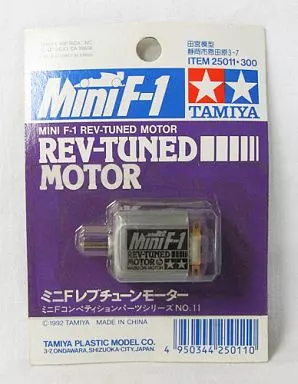 田宮模型
静岡市恩田原3-7
ITEM 25011・300
Mini F-1
TAMIYA
MINI F-1 REV-TUNED MOTOR
REV-TUNED
MOTOR
Mini F-1
REV-TUNED
MOTOR
ミニFレブチューンモーター
ミニFコンペティションパーツシリーズ NO.11
©1992 TAMIYA MADE IN CHINA
TAMIYA PLASTIC MODEL CO.
3-7, ONDAWARA, SHIZUOKA-CITY, JAPAN.
4 950344 250110